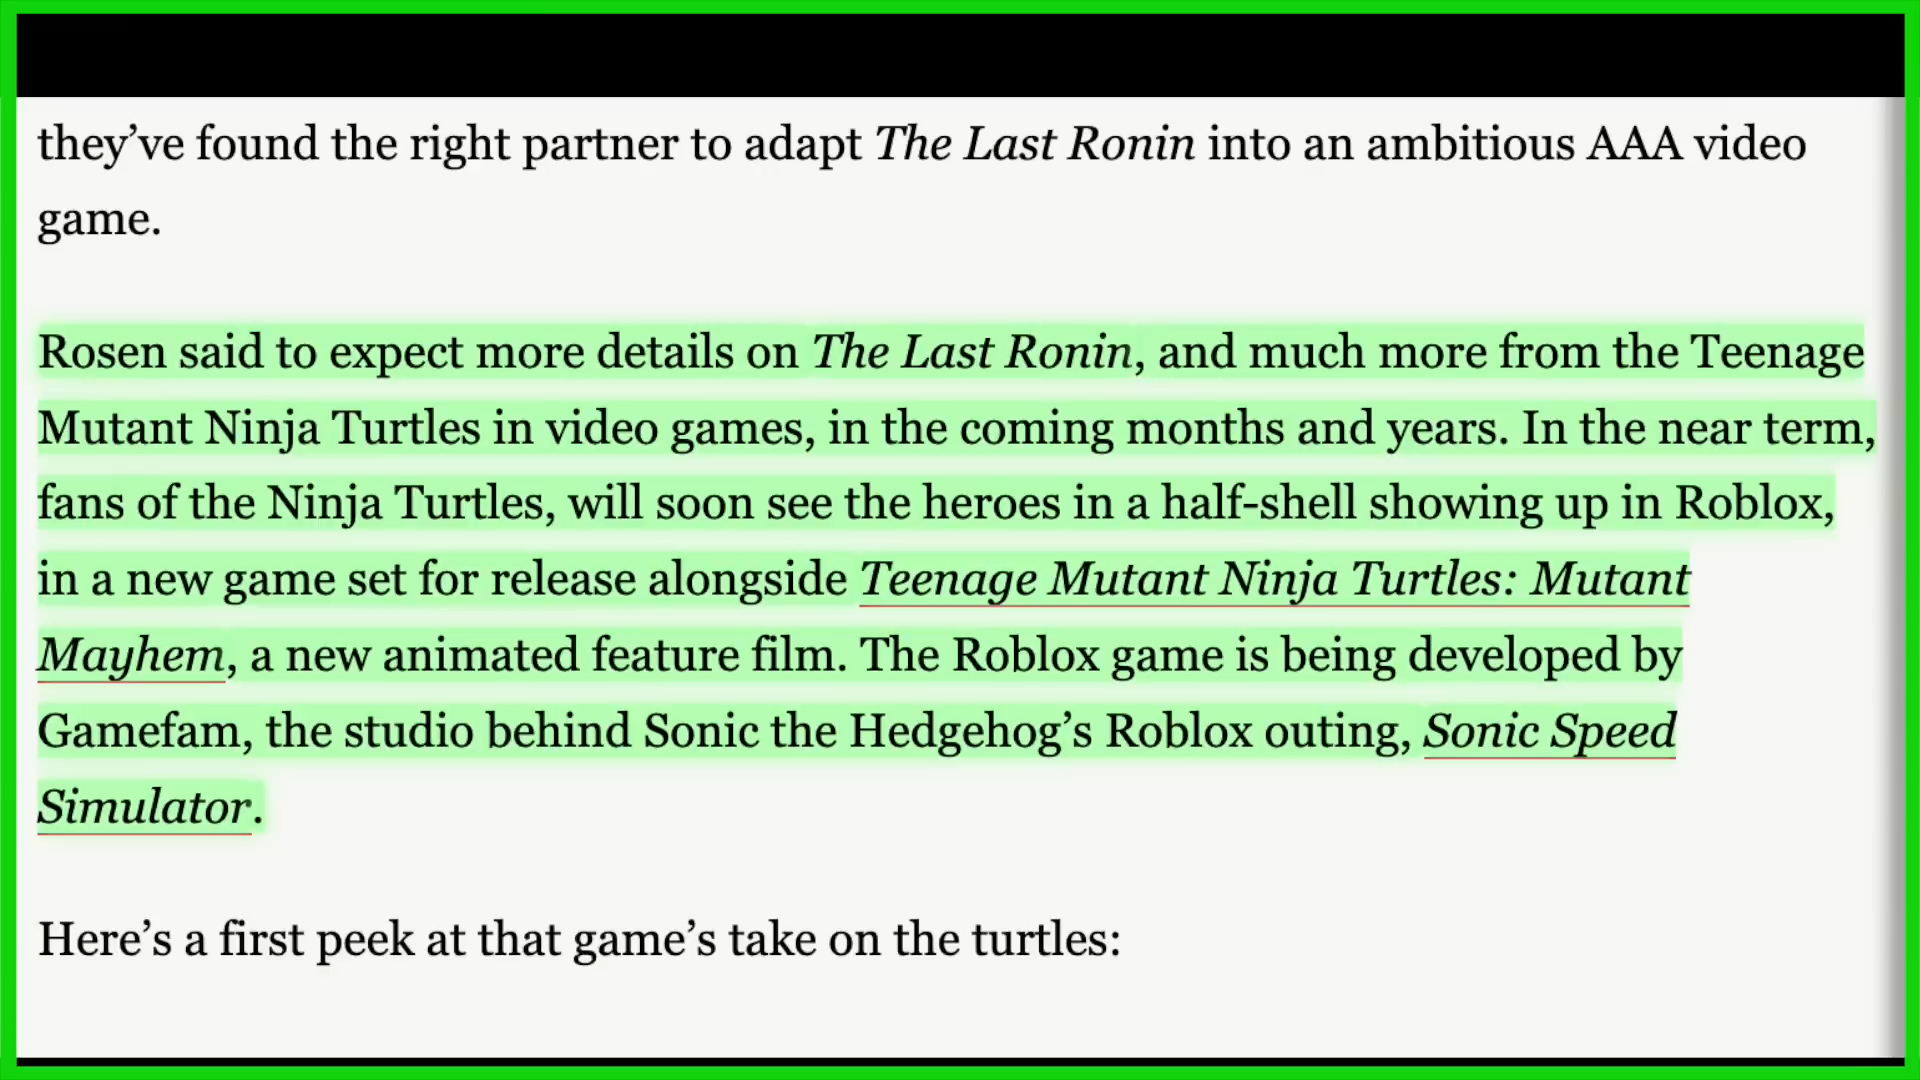 they’ve found the right partner to adapt The Last Ronin into an ambitious AAA video
game.
Rosen said to expect more details on The Last Ronin, and much more from the Teenage
Mutant Ninja Turtles in video games, in the coming months and years. In the near term,
fans of the Ninja Turtles, will soon see the heroes in a half-shell showing up in Roblox,
in a new game set for release alongside Teenage Mutant Ninja Turtles: Mutant
Mayhem, a new animated feature film. The Roblox game is being developed by
Gamefam, the studio behind Sonic the Hedgehog’s Roblox outing, Sonic Speed
Simulator.
Here’s a first peek at that game’s take on the turtles: